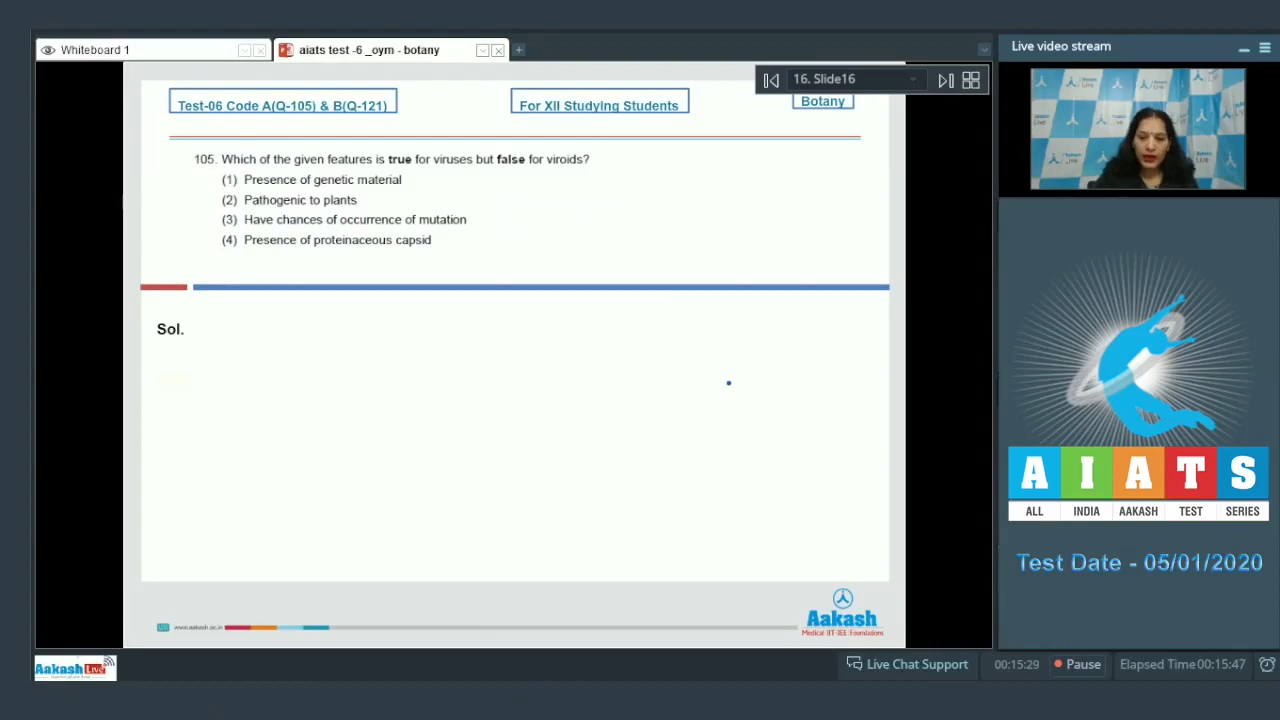 Whiteboard 1
aiats test -6 _oym - botany
Live video stream
16. Slide16
Test-06 Code A(Q-105) & B(Q-121)
For XII Studying Students
Botany
105. Which of the given features is true for viruses but false for viroids?
(1) Presence of genetic material
(2) Pathogenic to plants
(3) Have chances of occurrence of mutation
(4) Presence of proteinaceous capsid
Sol.
A I A T S
ALL INDIA AAKASH TEST SERIES
Test Date - 05/01/2020
www.aakash.ac.in
Aakash
Medical IIT-JEE Foundations
Aakash Live
Live Chat Support
00:15:29
Pause
Elapsed Time 00:15:47